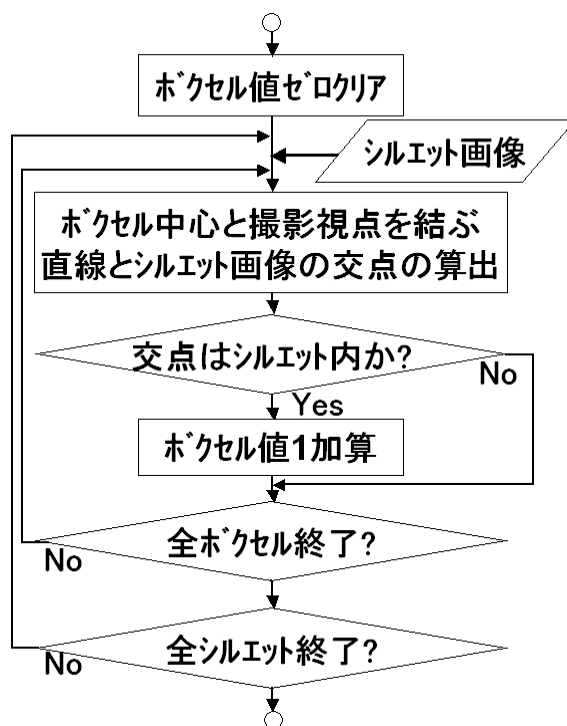 ﾎﾞクセル値ｾﾞロクリア
シルエット画像
ﾎﾞクセル中心と撮影視点を結ぶ
直線とシルエット画像の交点の算出
交点はシルエット内か?
No
Yes
ﾎﾞクセル値1加算
全ﾎﾞクセル終了?
No
全シルエット終了?
No